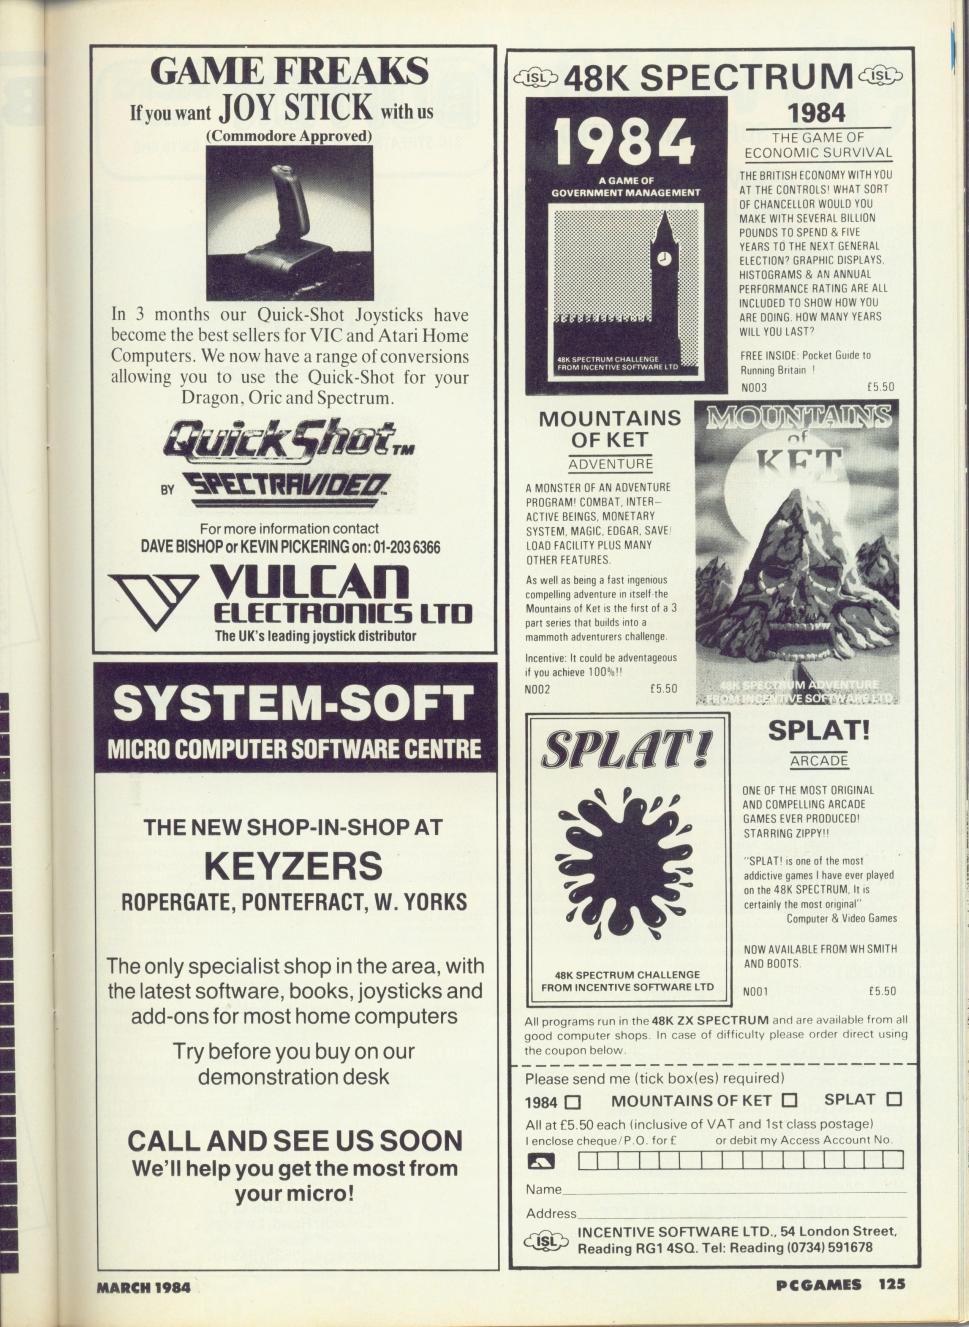 GAME FREAKS
If you want JOY STICK with us
(Commodore Approved)
In 3 months our Quick-Shot Joysticks have
become the best sellers for VIC and Atari Home
Computers. We now have a range of conversions
allowing you to use the Quick-Shot for your
Dragon, Oric and Spectrum.
QuickShot TM
BY SPECTRAVIDEO TM
For more information contact
DAVE BISHOP or KEVIN PICKERING on: 01-203 6366
VULCAN
ELECTRONICS LTD
The UK's leading joystick distributor
SYSTEM-SOFT
MICRO COMPUTER SOFTWARE CENTRE
THE NEW SHOP-IN-SHOP AT
KEYZERS
ROPERGATE, PONTEFRACT, W. YORKS
The only specialist shop in the area, with
the latest software, books, joysticks and
add-ons for most home computers
Try before you buy on our
demonstration desk
CALL AND SEE US SOON
We'll help you get the most from
your micro!
ISL 48K SPECTRUM ISL
1984
A GAME OF
GOVERNMENT MANAGEMENT
48K SPECTRUM CHALLENGE
FROM INCENTIVE SOFTWARE LTD
1984
THE GAME OF
ECONOMIC SURVIVAL
THE BRITISH ECONOMY WITH YOU
AT THE CONTROLS! WHAT SORT
OF CHANCELLOR WOULD YOU
MAKE WITH SEVERAL BILLION
POUNDS TO SPEND & FIVE
YEARS TO THE NEXT GENERAL
ELECTION? GRAPHIC DISPLAYS,
HISTOGRAMS & AN ANNUAL
PERFORMANCE RATING ARE ALL
INCLUDED TO SHOW HOW YOU
ARE DOING. HOW MANY YEARS
WILL YOU LAST?
FREE INSIDE: Pocket Guide to
Running Britain !
N003 £5.50
MOUNTAINS
OF KET
ADVENTURE
A MONSTER OF AN ADVENTURE
PROGRAM! COMBAT, INTER–
ACTIVE BEINGS, MONETARY
SYSTEM, MAGIC, EDGAR, SAVE/
LOAD FACILITY PLUS MANY
OTHER FEATURES.
As well as being a fast ingenious
compelling adventure in itself the
Mountains of Ket is the first of a 3
part series that builds into a
mammoth adventurers challenge.
Incentive: It could be adventageous
if you achieve 100%!!
N002 £5.50
MOUNTAINS
of
KET
48K SPECTRUM ADVENTURE
FROM INCENTIVE SOFTWARE LTD
SPLAT!
48K SPECTRUM CHALLENGE
FROM INCENTIVE SOFTWARE LTD
SPLAT!
ARCADE
ONE OF THE MOST ORIGINAL
AND COMPELLING ARCADE
GAMES EVER PRODUCED!
STARRING ZIPPY!!
"SPLAT! is one of the most
addictive games I have ever played
on the 48K SPECTRUM, It is
certainly the most original"
Computer & Video Games
NOW AVAILABLE FROM WH SMITH
AND BOOTS.
N001 £5.50
All programs run in the 48K ZX SPECTRUM and are available from all
good computer shops. In case of difficulty please order direct using
the coupon below.
Please send me (tick box(es) required)
1984 MOUNTAINS OF KET SPLAT
All at £5.50 each (inclusive of VAT and 1st class postage)
I enclose cheque/P.O. for £ or debit my Access Account No.
Name
Address
ISL INCENTIVE SOFTWARE LTD., 54 London Street,
Reading RG1 4SQ. Tel: Reading (0734) 591678
MARCH 1984
PCGAMES 125